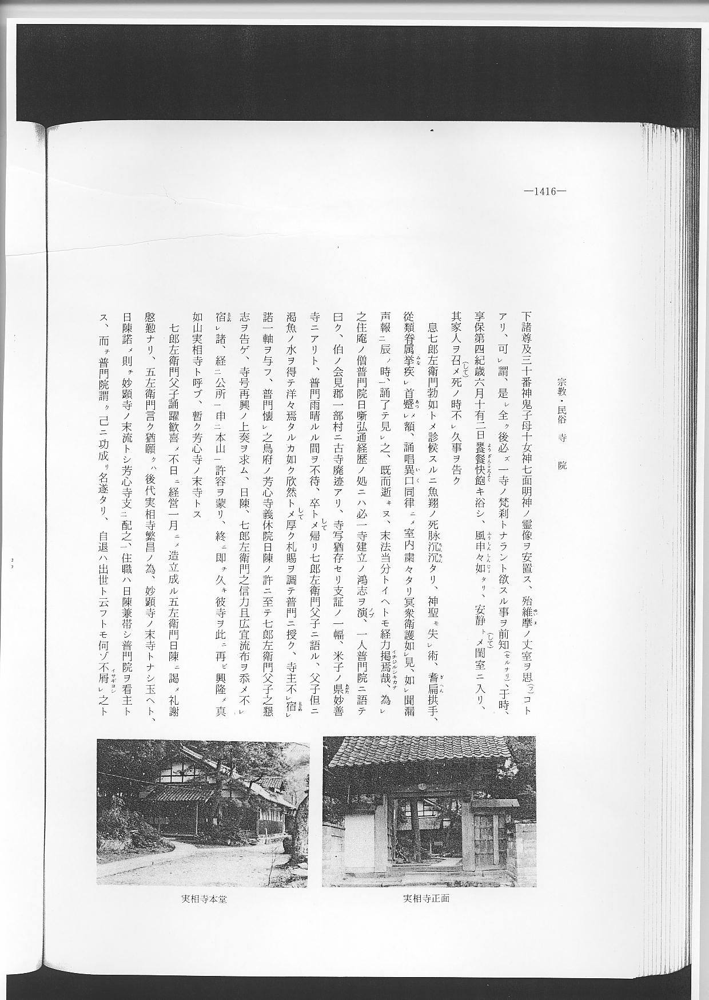 —1416—
宗教・民俗 寺 院
下諸尊及三十番神鬼子母十女神七面明神ノ霊像ヲ安置ス、殆維摩ノ丈室ヲ思(フ)コト
アリ、可レ謂、是レ全ク後必ズ一寺ノ梵刹トナラント欲スル事ヲ前知(セルナリ)、于時、
享保第四紀歳六月十有二日饔餐快飽キ浴シ、風申々如タリ、安静トメ閨室ニ入リ、
其家人ヲ召メ死ノ時不レ久事ヲ告ク
息七郎左衛門勃如トメ診候スルニ魚翔ノ死脉沉沉タリ、神聖モ失レ術、耆扁拱手、
従類眷属挙疾レ首蹙レメ額、誦唱異口同律ニメ室内粛々タリ冥衆衛護如レ見、如レ聞漏
声報ニ辰ノ時、一誦了テ見レ之、既而逝キヌ、末法当分トイヘトモ経力掲焉哉、為レ
之住庵ノ僧普門院日噺弘通経歴ノ処ニハ必一寺建立ノ鴻志ヲ演、一人普門院ニ語テ
曰ク、伯ノ会見郡一部村ニ古寺廃迹アリ、寺写猶存セリ支証ノ一幅、米子ノ県妙善
寺ニアリト、普門雨晴ルル間ヲ不待、卒トメ帰リ七郎左衛門父子ニ語ル、父子但ニ
渇魚ノ水ヲ得テ洋々焉タルカ如ク欣然トメ厚ク札賜ヲ調テ普門ニ授ク、寺主不レ宿レ
諾一軸ヲ与フ、普門懐レ之鳥府ノ芳心寺義休院日陳ノ許ニ至テ七郎左衛門父子之懇
志ヲ告ゲ、寺号再興ノ上奏ヲ求ム、日陳、七郎左衛門之信力且広宣流布ヲ忝メ不レ
宿レ諸、経ニ公所一申ニ本山一許容ヲ蒙リ、終ニ即チ久キ彼寺ヲ此ニ再ビ興隆メ真
如山実相寺ト呼ブ、暫ク芳心寺ノ末寺トス
七郎左衛門父子誦躍歓喜メ不日ニ経営一月ニメ造立成ル五左衛門日陳ニ謁メ礼謝
慇懃ナリ、五左衛門言ク猶願クハ後代実相寺繁昌ノ為、妙顕寺ノ末寺トナシ玉ヘト、
日陳諾メ則チ妙顕寺ノ末流トシ芳心寺支ニ配之一、住職ハ日陳兼帯シ普門院ヲ看主ト
ス、而チ普門院謂ク己ニ功成リ名遂タリ、自退ハ出世ト云フトモ何ゾ不屑レ之ト
実相寺正面
実相寺本堂